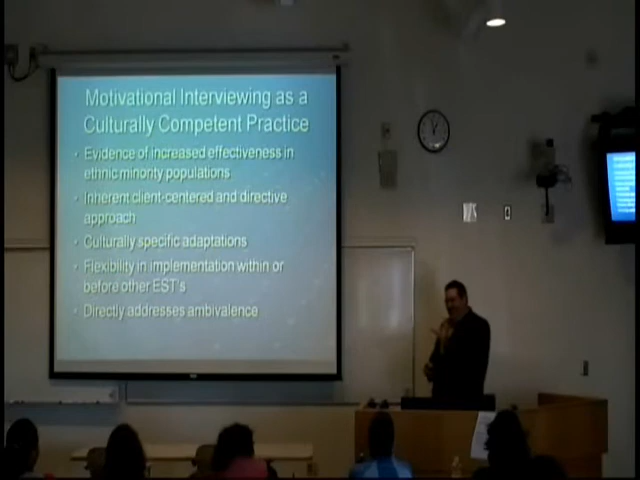 Motivational Interviewing as a
Culturally Competent Practice
• Evidence of increased effectiveness in
ethnic minority populations
• Inherent client-centered and directive
approach
• Culturally specific adaptations
• Flexibility in implementation within or
before other EST's
• Directly addresses ambivalence